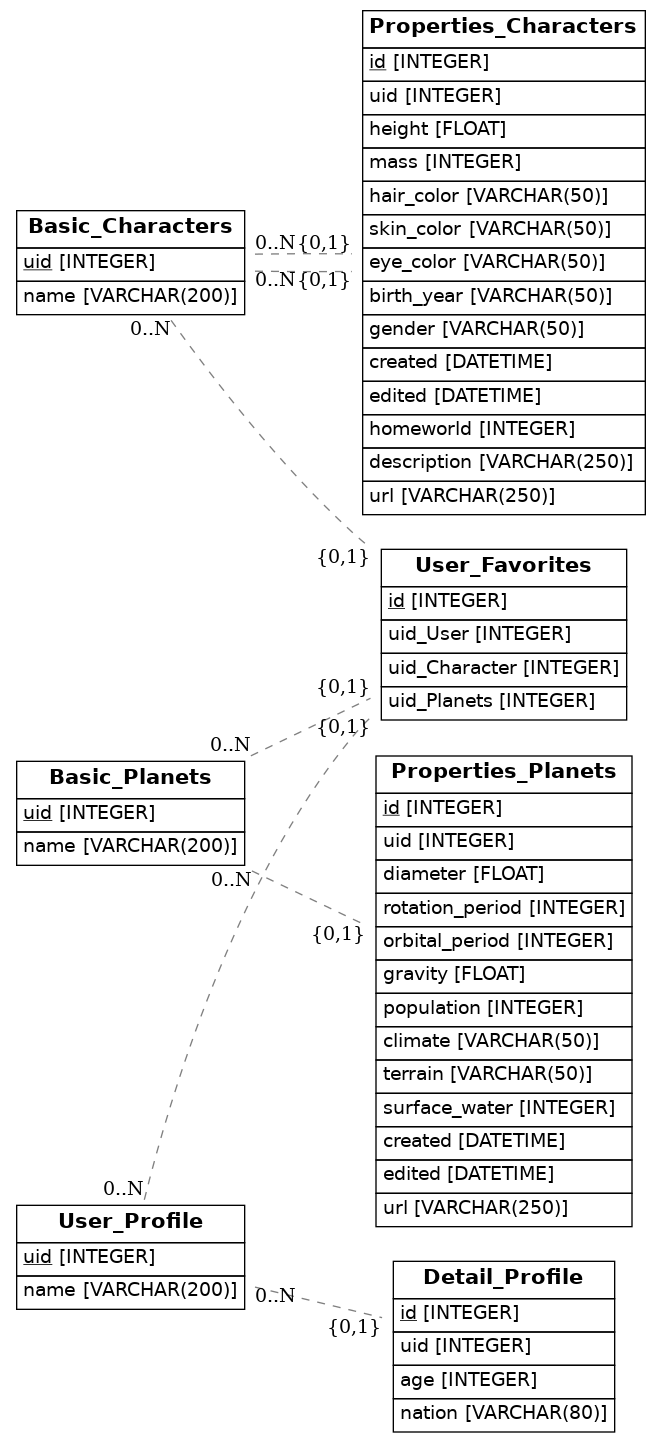 Properties_Characters
id [INTEGER]
uid [INTEGER]
height [FLOAT]
mass [INTEGER]
hair_color [VARCHAR(50)]
skin_color [VARCHAR(50)]
eye_color [VARCHAR(50)]
birth_year [VARCHAR(50)]
gender [VARCHAR(50)]
created [DATETIME]
edited [DATETIME]
homeworld [INTEGER]
description [VARCHAR(250)]
url [VARCHAR(250)]
Basic_Characters
uid [INTEGER]
name [VARCHAR(200)]
0..N{0,1}
0..N{0,1}
0..N
{0,1}
User_Favorites
id [INTEGER]
uid_User [INTEGER]
uid_Character [INTEGER]
uid_Planets [INTEGER]
{0,1}
{0,1}
0..N
Basic_Planets
uid [INTEGER]
name [VARCHAR(200)]
0..N
{0,1}
Properties_Planets
id [INTEGER]
uid [INTEGER]
diameter [FLOAT]
rotation_period [INTEGER]
orbital_period [INTEGER]
gravity [FLOAT]
population [INTEGER]
climate [VARCHAR(50)]
terrain [VARCHAR(50)]
surface_water [INTEGER]
created [DATETIME]
edited [DATETIME]
url [VARCHAR(250)]
0..N
User_Profile
uid [INTEGER]
name [VARCHAR(200)]
0..N
{0,1}
Detail_Profile
id [INTEGER]
uid [INTEGER]
age [INTEGER]
nation [VARCHAR(80)]